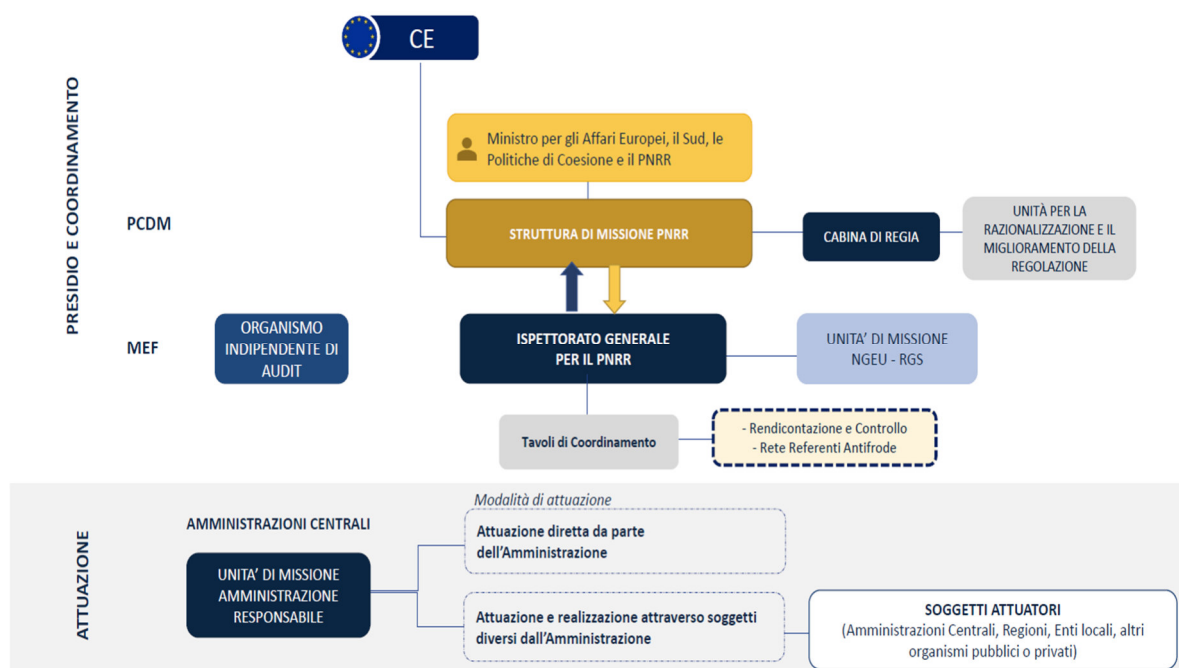 CE
PRESIDIO E COORDINAMENTO
Ministro per gli Affari Europei, il Sud, le
Politiche di Coesione e il PNRR
PCDM
STRUTTURA DI MISSIONE PNRR
CABINA DI REGIA
UNITÀ PER LA
RAZIONALIZZAZIONE E IL
MIGLIORAMENTO DELLA
REGOLAZIONE
MEF
ORGANISMO
INDIPENDENTE DI
AUDIT
ISPETTORATO GENERALE
PER IL PNRR
UNITA' DI MISSIONE
NGEU - RGS
Tavoli di Coordinamento
- Rendicontazione e Controllo
- Rete Referenti Antifrode
ATTUAZIONE
AMMINISTRAZIONI CENTRALI
UNITA' DI MISSIONE
AMMINISTRAZIONE
RESPONSABILE
Modalità di attuazione
Attuazione diretta da parte
dell'Amministrazione
Attuazione e realizzazione attraverso soggetti
diversi dall'Amministrazione
SOGGETTI ATTUATORI
(Amministrazioni Centrali, Regioni, Enti locali, altri
organismi pubblici o privati)